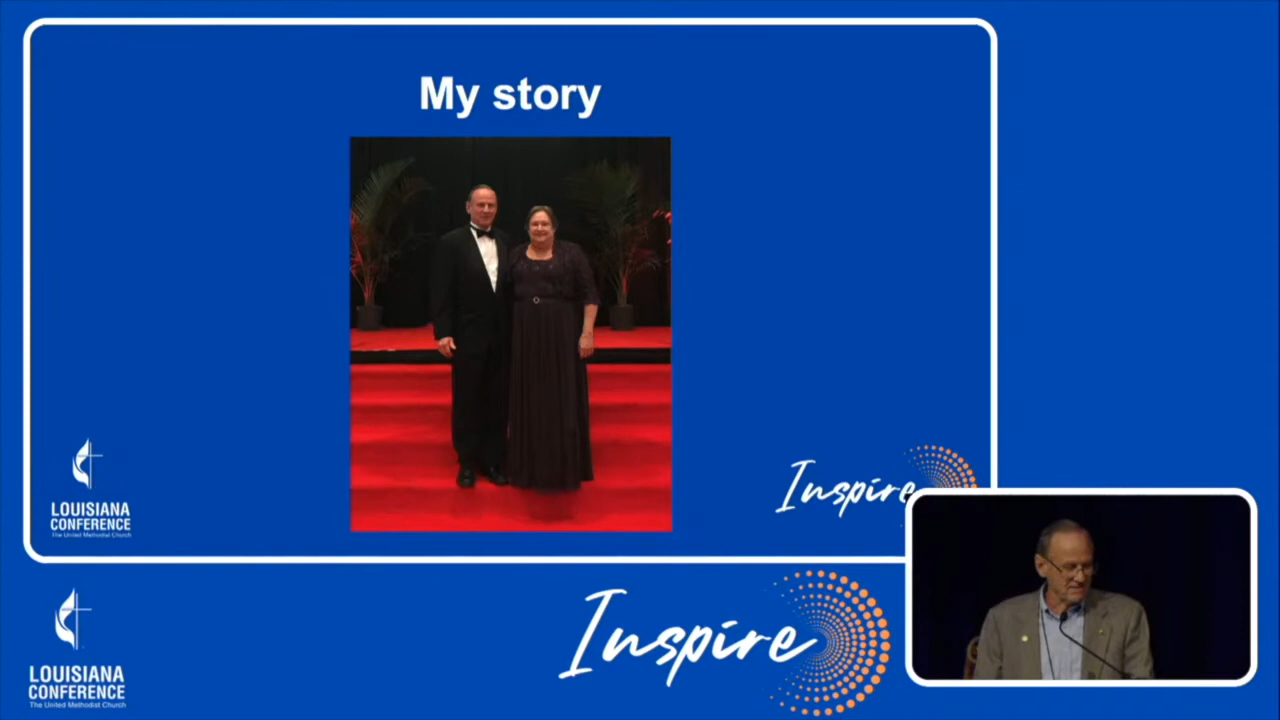 My story
LOUISIANA
CONFERENCE
The United Methodist Church
Inspire
LOUISIANA
CONFERENCE
The United Methodist Church
Inspire